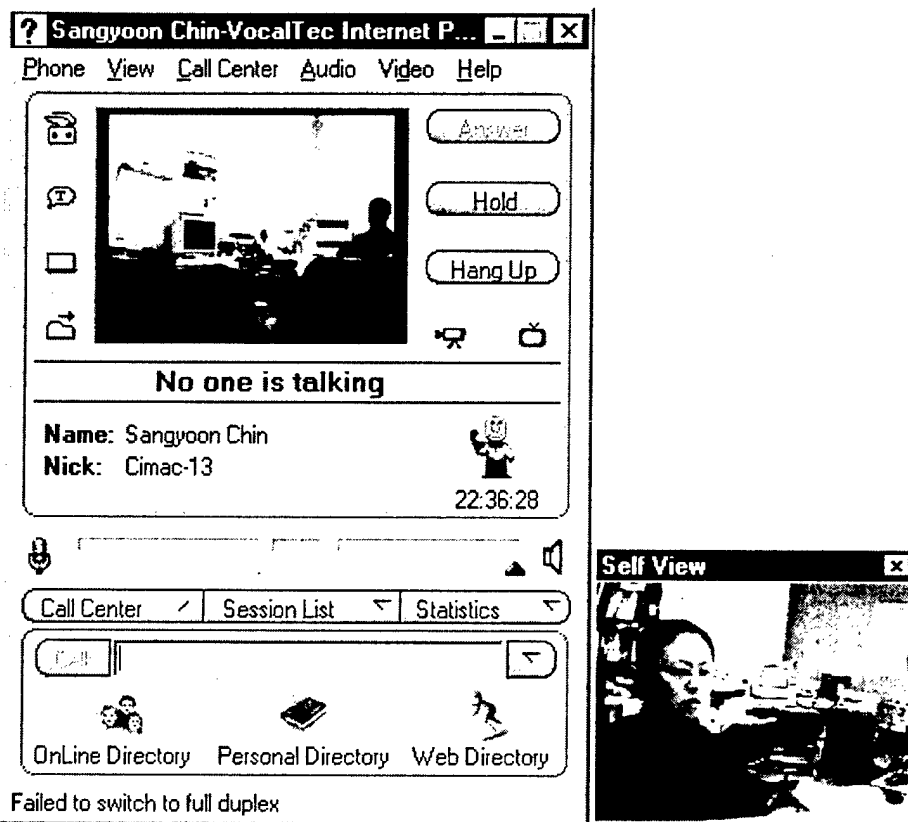 ? Sangyoon Chin-VocalTec Internet P...
Phone View Call Center Audio Video Help
Answer
T
Hold
Hang Up
No one is talking
Name: Sangyoon Chin
Nick: Cimac-13
22:36:28
Self View
Call Center Session List Statistics
Call
OnLine Directory Personal Directory Web Directory
Failed to switch to full duplex